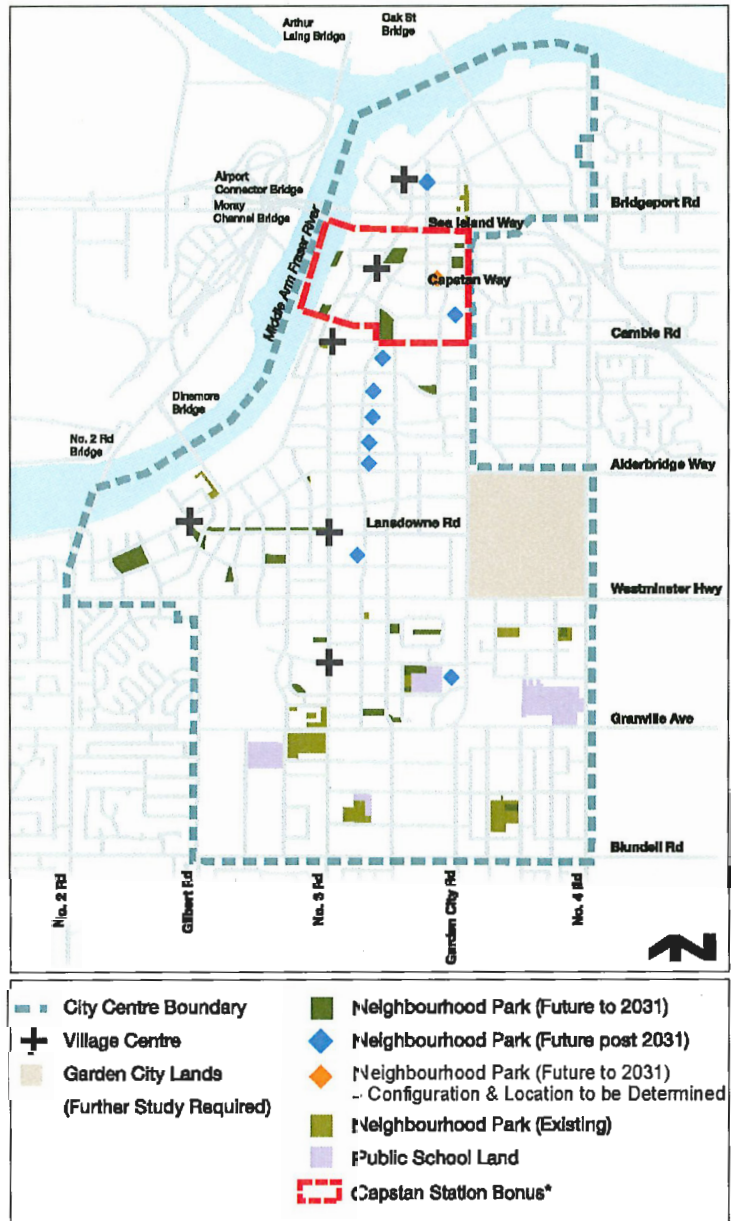 Arthur
Laing Bridge
Oak St
Bridge
Airport
Connector Bridge
Moray
Channel Bridge
Bridgeport Rd
Sea Island Way
Middle Arm Fraser River
Capstan Way
Cambie Rd
Dinsmore
Bridge
No. 2 Rd
Bridge
Alderbridge Way
Lansdowne Rd
Westminster Hwy
Granville Ave
Blundell Rd
No. 2 Rd
Gilbert Rd
No. 3 Rd
Garden City Rd
No. 4 Rd
N
City Centre Boundary
Village Centre
Garden City Lands
(Further Study Required)
Neighbourhood Park (Future to 2031)
Neighbourhood Park (Future post 2031)
Neighbourhood Park (Future to 2031)
- Configuration & Location to be Determined
Neighbourhood Park (Existing)
Public School Land
Capstan Station Bonus*